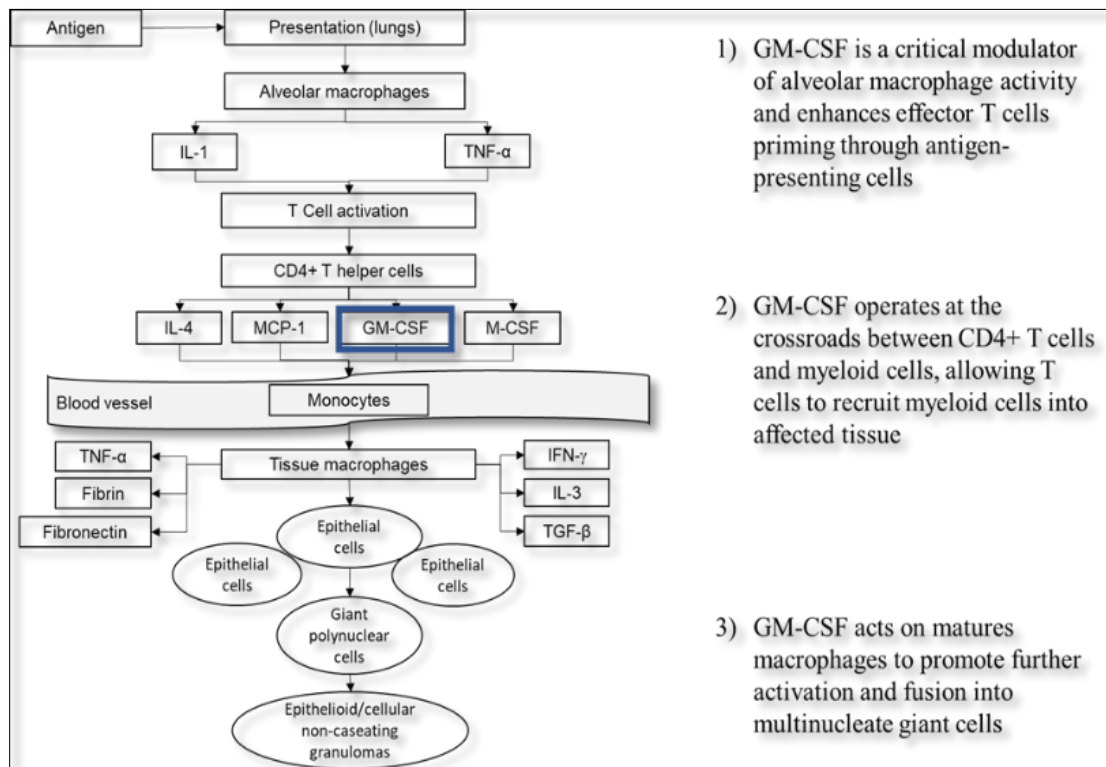 Antigen
Presentation (lungs)
Alveolar macrophages
IL-1
TNF-α
T Cell activation
CD4+ T helper cells
IL-4
MCP-1
GM-CSF
M-CSF
Blood vessel
Monocytes
TNF-α
Fibrin
Fibronectin
Tissue macrophages
IFN-γ
IL-3
TGF-β
Epithelial
cells
Epithelial
cells
Epithelial
cells
Giant
polynuclear
cells
Epithelioid/cellular
non-caseating
granulomas
1) GM-CSF is a critical modulator
of alveolar macrophage activity
and enhances effector T cells
priming through antigen-
presenting cells
2) GM-CSF operates at the
crossroads between CD4+ T cells
and myeloid cells, allowing T
cells to recruit myeloid cells into
affected tissue
3) GM-CSF acts on matures
macrophages to promote further
activation and fusion into
multinucleate giant cells